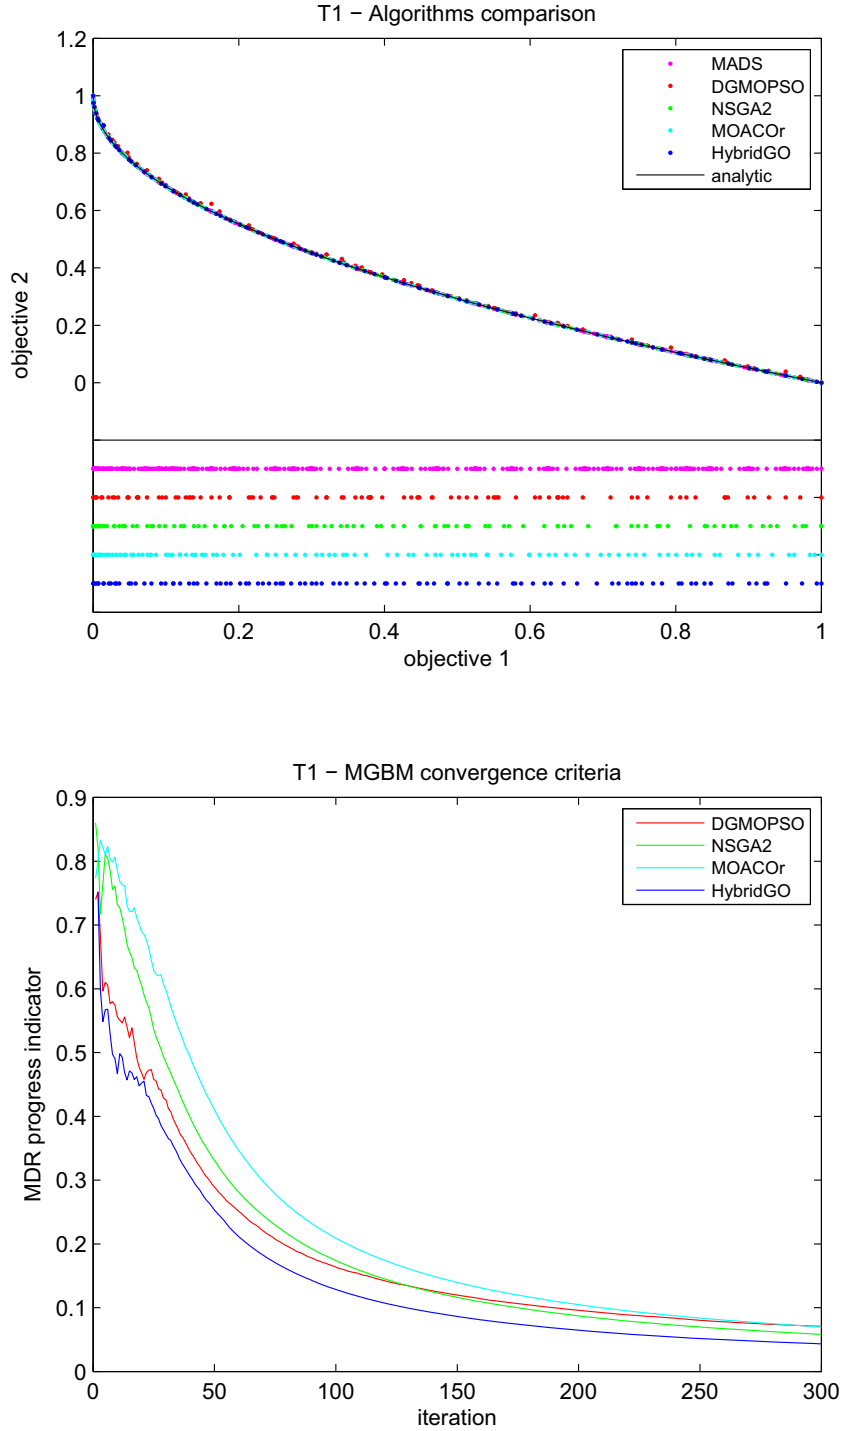 T1 − Algorithms comparison
1.2
1
0.8
0.6
0.4
0.2
0
objective 2
MADS
DGMOPSO
NSGA2
MOACOr
HybridGO
analytic
0 0.2 0.4 0.6 0.8 1
objective 1
T1 − MGBM convergence criteria
0.9
0.8
0.7
0.6
0.5
0.4
0.3
0.2
0.1
0
MDR progress indicator
DGMOPSO
NSGA2
MOACOr
HybridGO
0 50 100 150 200 250 300
iteration